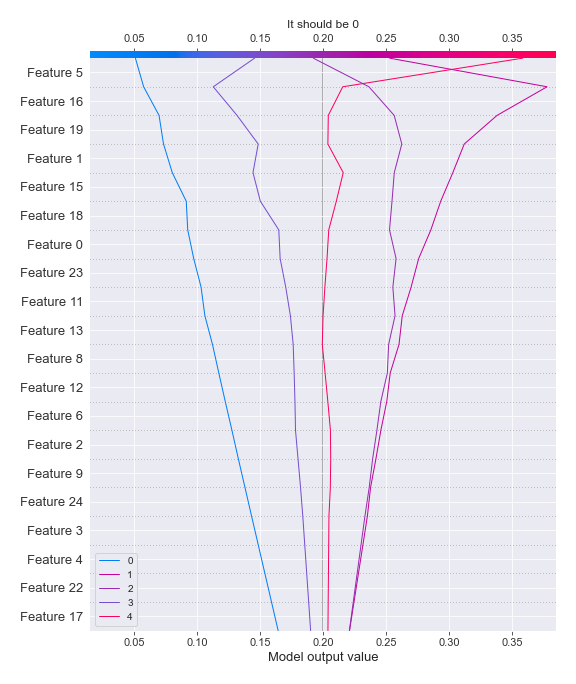 It should be 0
0.05 0.10 0.15 0.20 0.25 0.30 0.35
Feature 5
Feature 16
Feature 19
Feature 1
Feature 15
Feature 18
Feature 0
Feature 23
Feature 11
Feature 13
Feature 8
Feature 12
Feature 6
Feature 2
Feature 9
Feature 24
Feature 3
Feature 4
Feature 22
Feature 17
0
1
2
3
4
0.05 0.10 0.15 0.20 0.25 0.30 0.35
Model output value